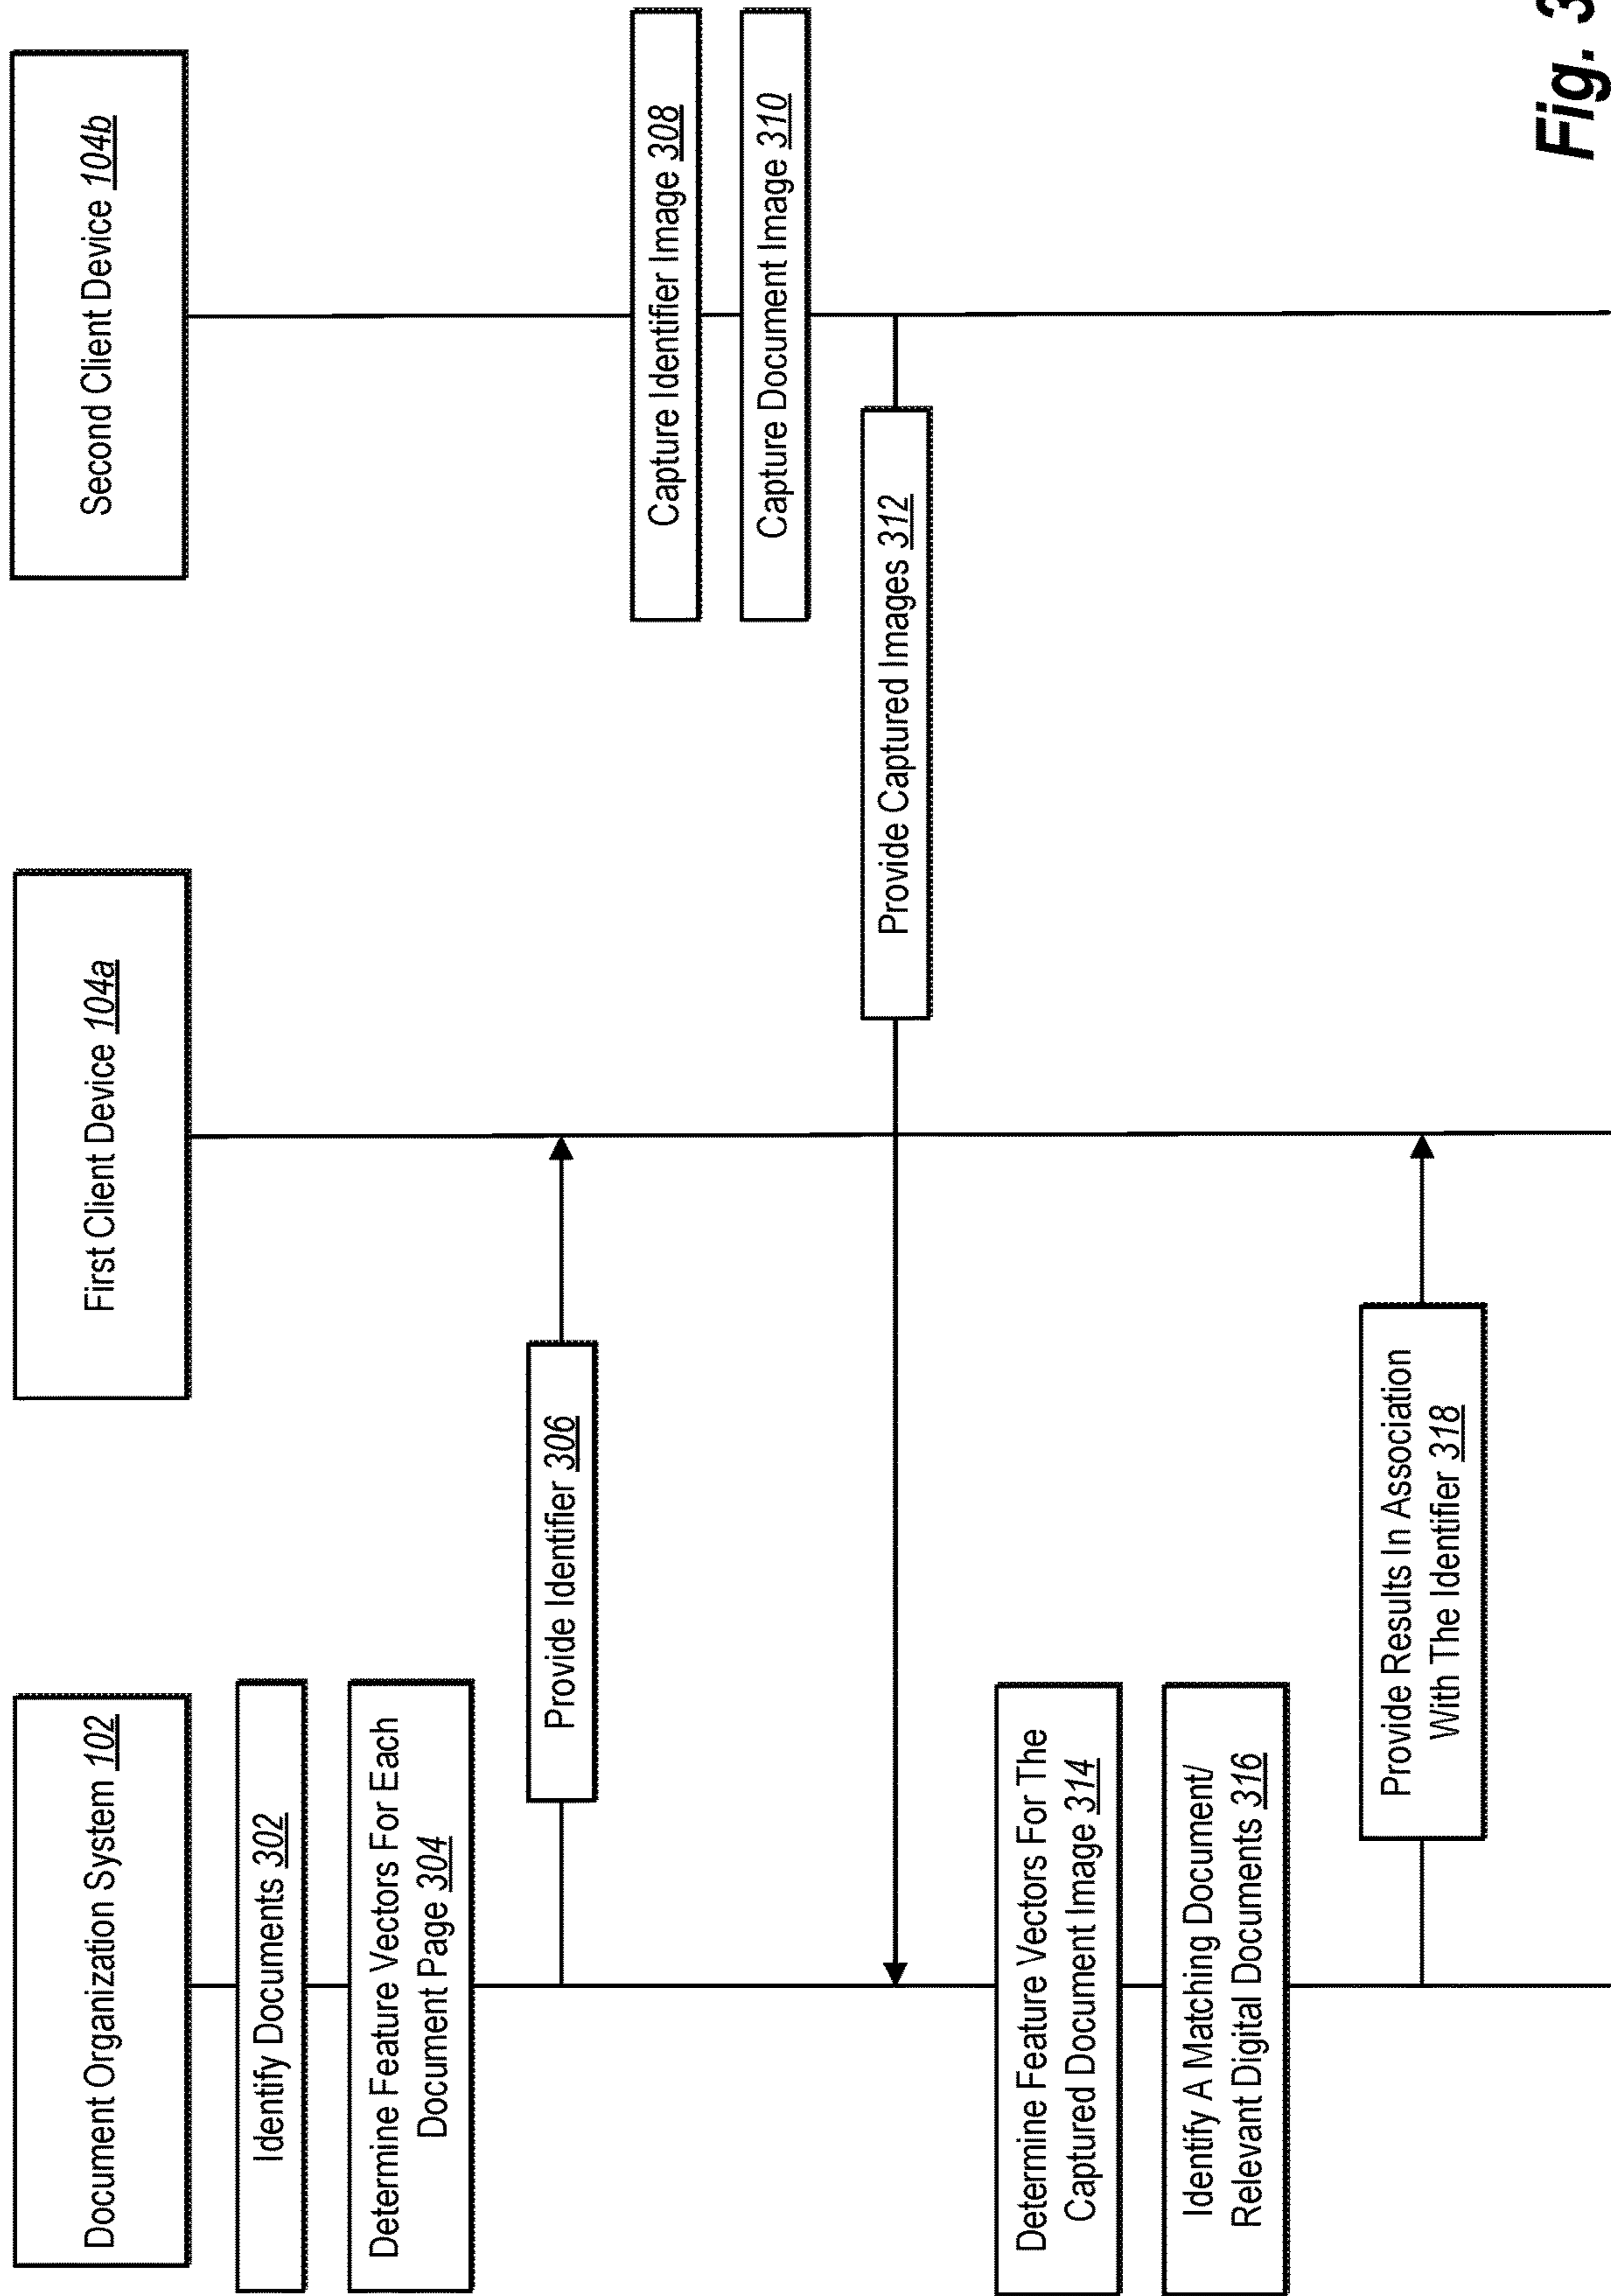 Document Organization System 102
First Client Device 104a
Second Client Device 104b
Identify Documents 302
Determine Feature Vectors For Each
Document Page 304
Provide Identifier 306
Capture Identifier Image 308
Capture Document Image 310
Provide Captured Images 312
Determine Feature Vectors For The
Captured Document Image 314
Identify A Matching Document/
Relevant Digital Documents 316
Provide Results In Association
With The Identifier 318
Fig. 3